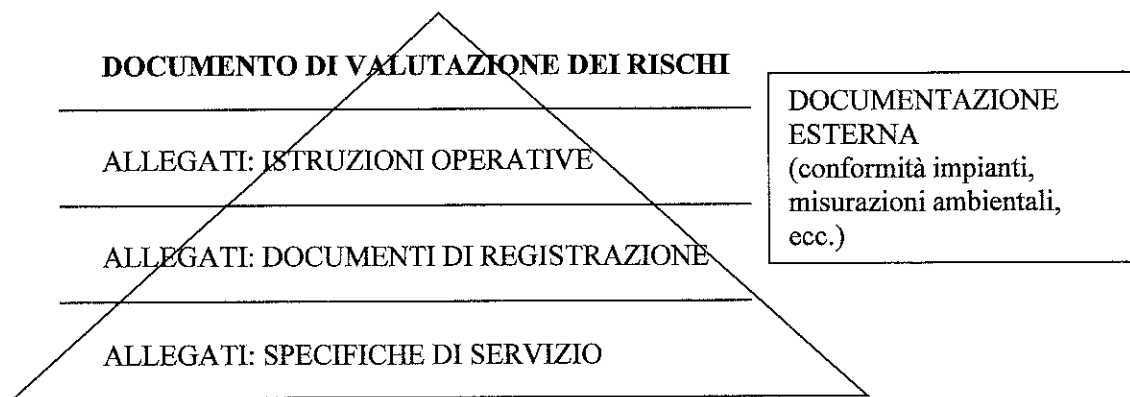 DOCUMENTO DI VALUTAZIONE DEI RISCHI
ALLEGATI: ISTRUZIONI OPERATIVE
ALLEGATI: DOCUMENTI DI REGISTRAZIONE
ALLEGATI: SPECIFICHE DI SERVIZIO
DOCUMENTAZIONE
ESTERNA
(conformità impianti,
misurazioni ambientali,
ecc.)